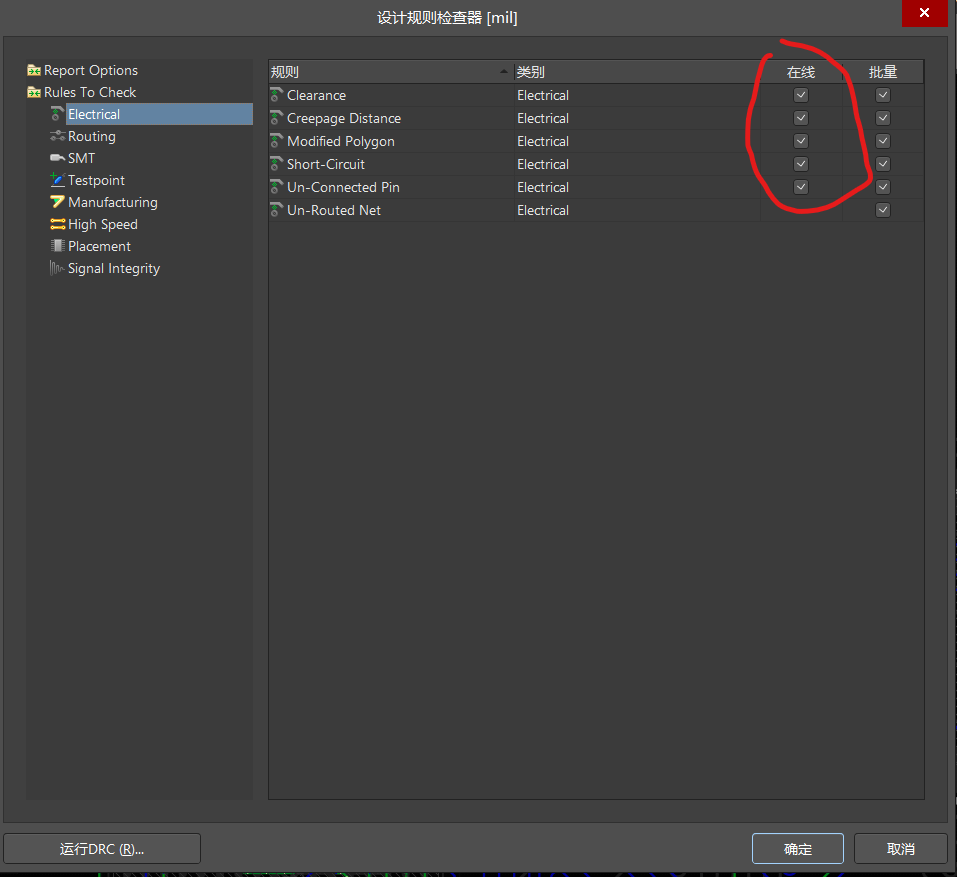 设计规则检查器 [mil]
Report Options
Rules To Check
Electrical
Routing
SMT
Testpoint
Manufacturing
High Speed
Placement
Signal Integrity
规则 类别 在线 批量
Clearance Electrical
Creepage Distance Electrical
Modified Polygon Electrical
Short-Circuit Electrical
Un-Connected Pin Electrical
Un-Routed Net Electrical
运行DRC (R)... 确定 取消